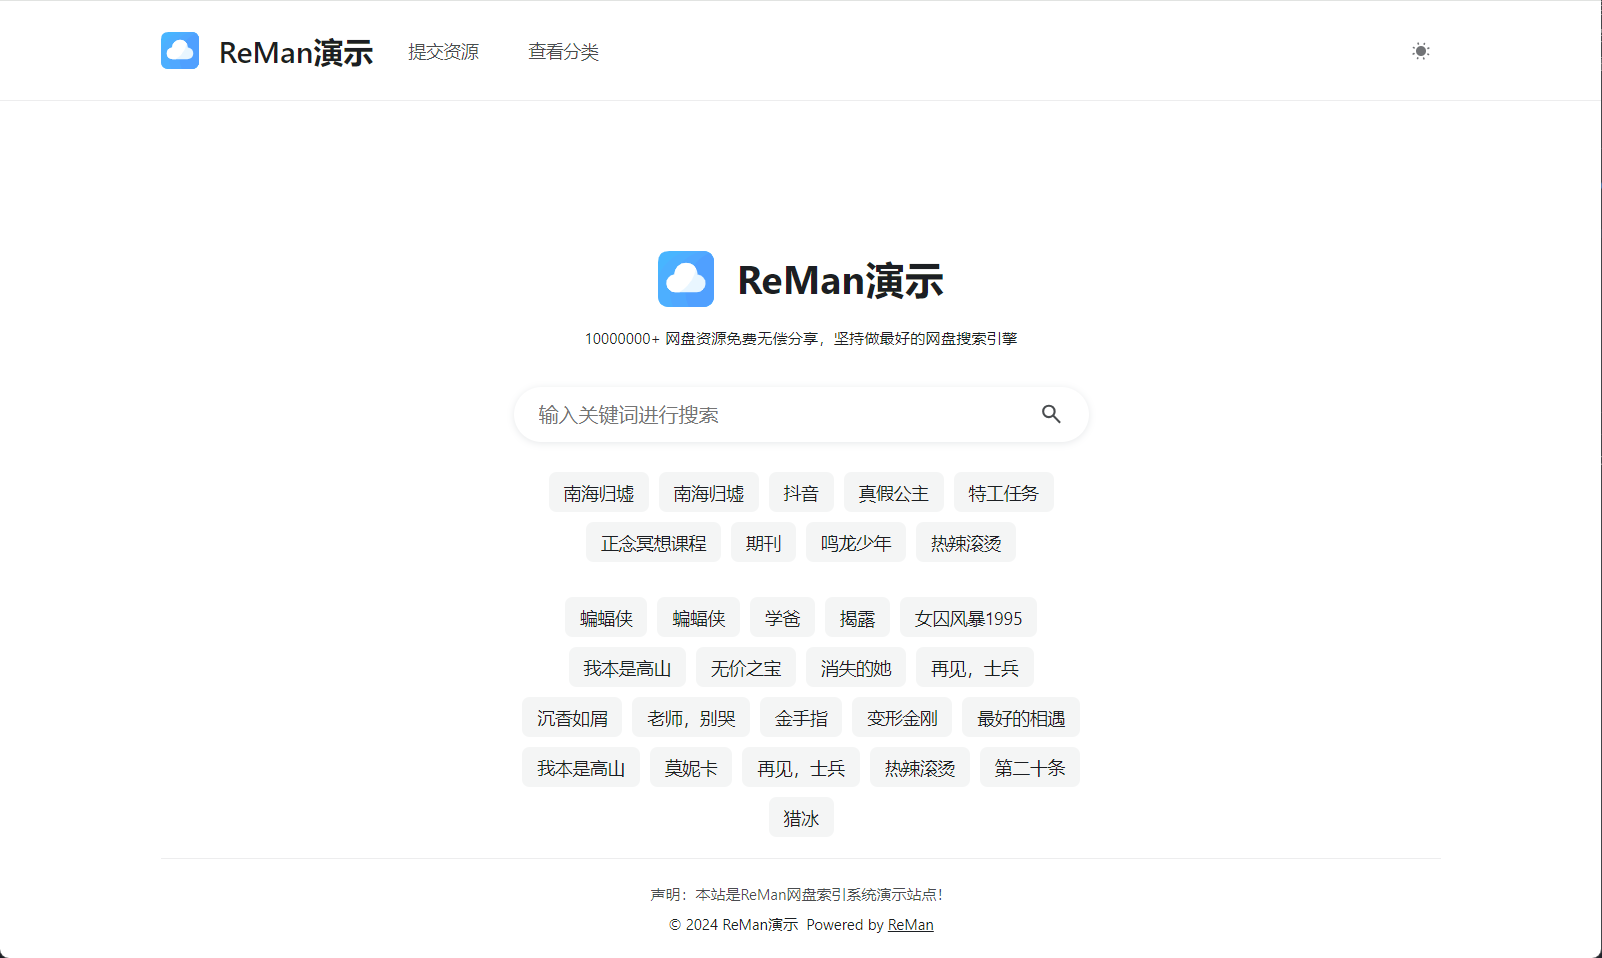 ReMan演示 提交资源 查看分类
ReMan演示
10000000+ 网盘资源免费无偿分享，坚持做最好的网盘搜索引擎
输入关键词进行搜索
南海归墟 南海归墟 抖音 真假公主 特工任务
正念冥想课程 期刊 鸣龙少年 热辣滚烫
蝙蝠侠 蝙蝠侠 学爸 揭露 女囚风暴1995
我本是高山 无价之宝 消失的她 再见，士兵
沉香如屑 老师，别哭 金手指 变形金刚 最好的相遇
我本是高山 莫妮卡 再见，士兵 热辣滚烫 第二十条
猎冰
声明：本站是ReMan网盘索引系统演示站点！
© 2024 ReMan演示 Powered by ReMan